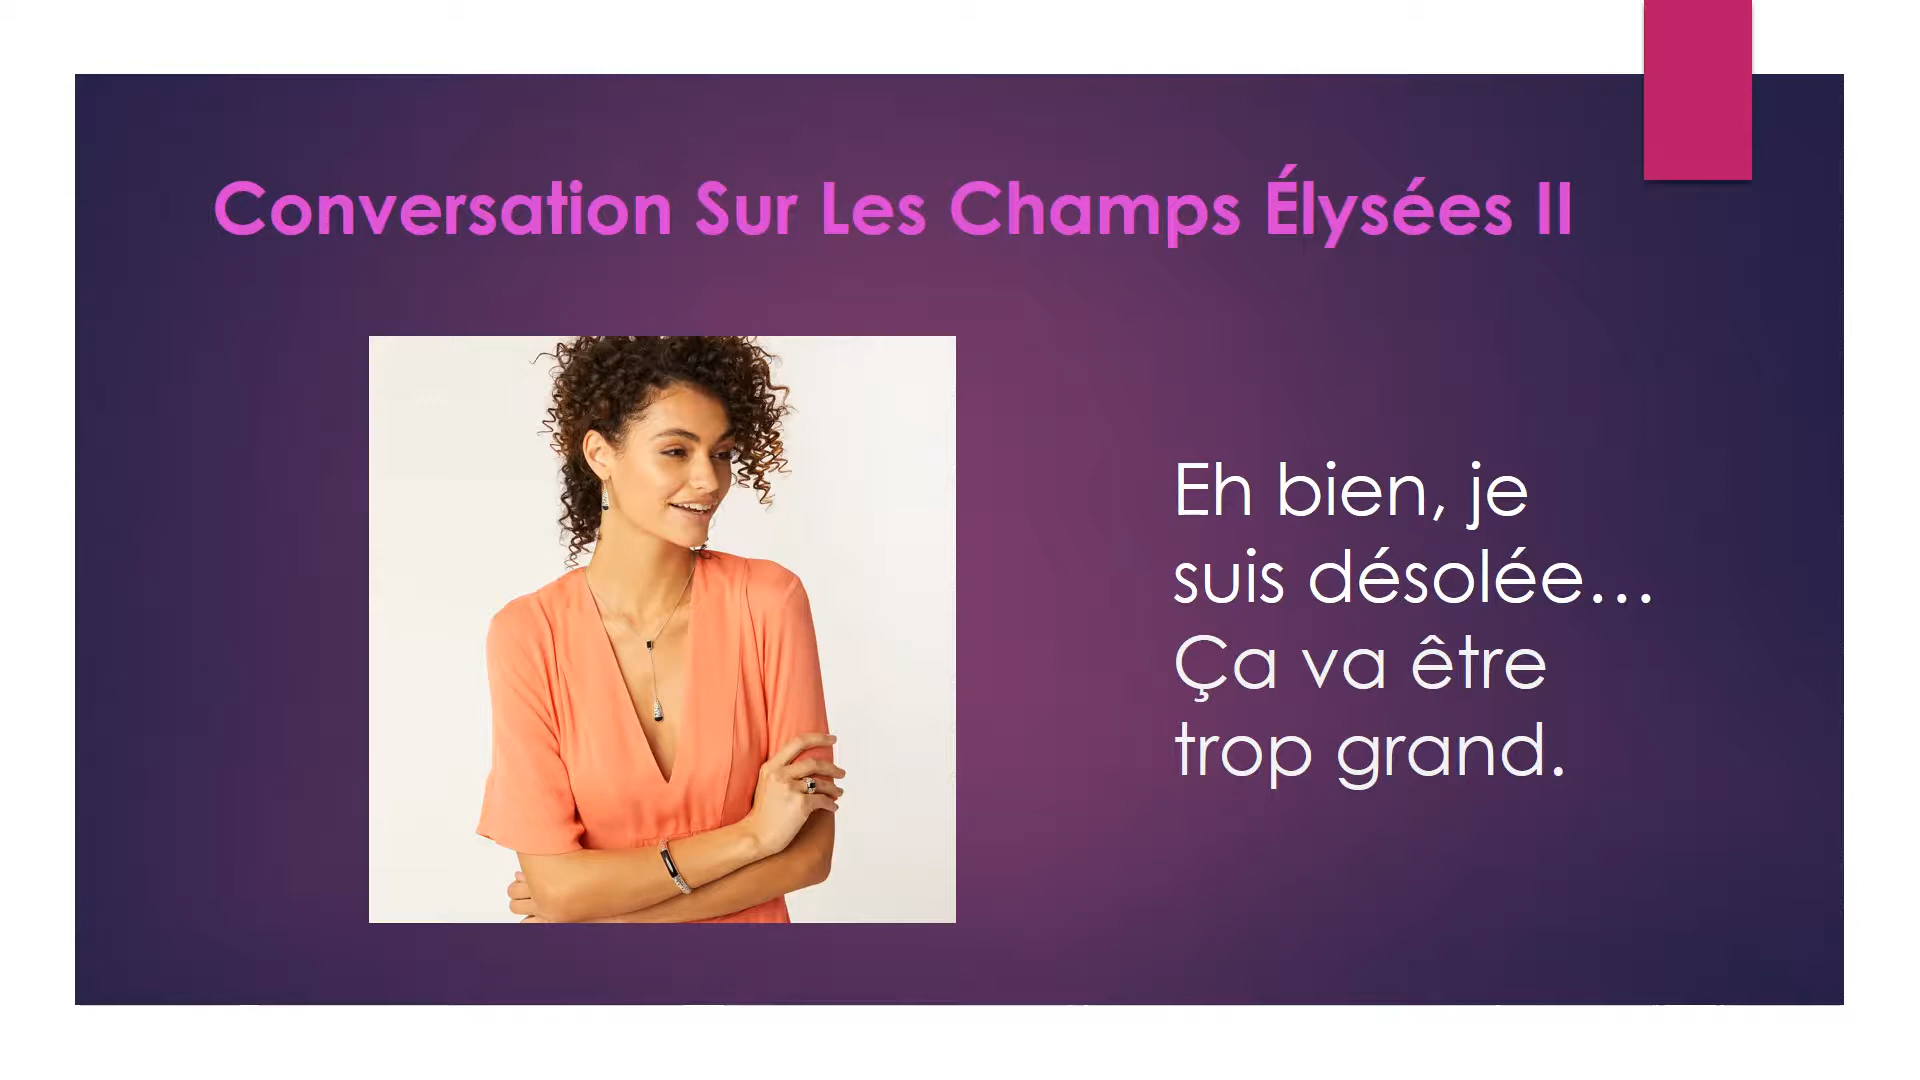 Conversation Sur Les Champs Élysées II
Eh bien, je
suis désolée...
Ça va être
trop grand.